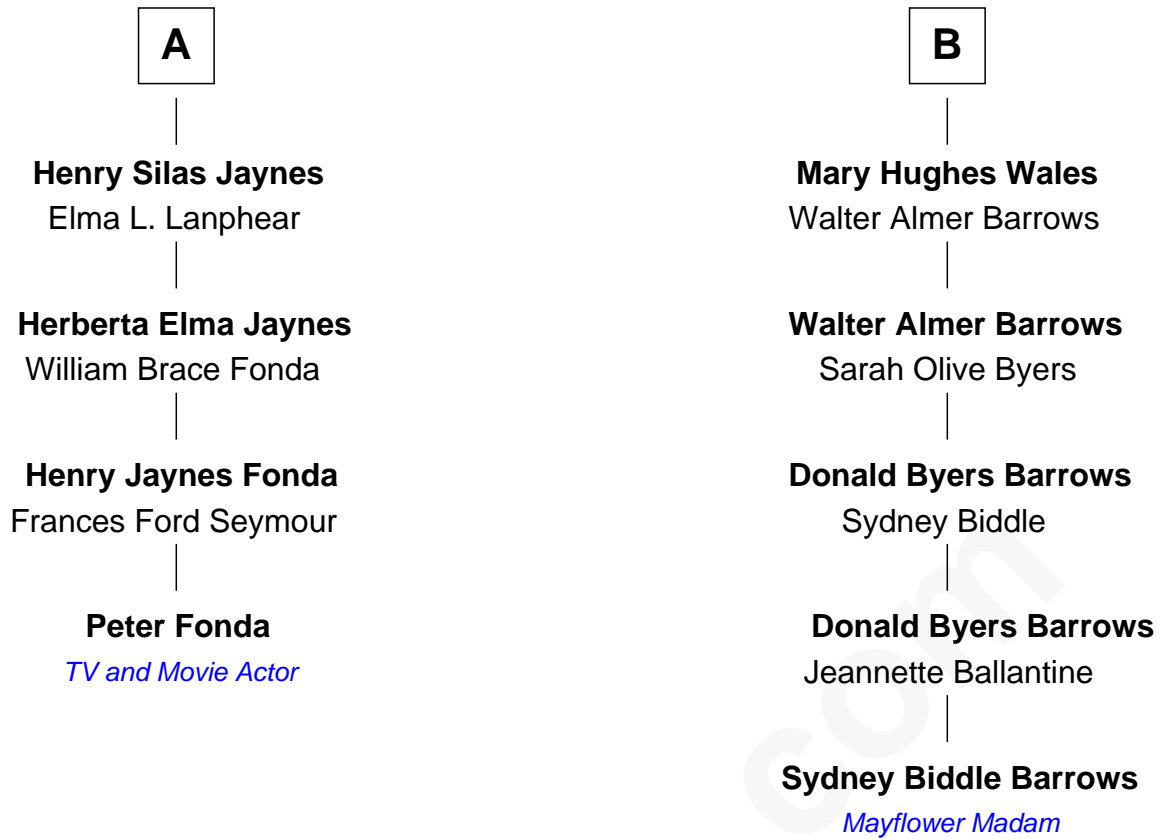 A
Henry Silas Jaynes
Elma L. Lanphear
Herberta Elma Jaynes
William Brace Fonda
Henry Jaynes Fonda
Frances Ford Seymour
Peter Fonda
TV and Movie Actor
B
Mary Hughes Wales
Walter Almer Barrows
Walter Almer Barrows
Sarah Olive Byers
Donald Byers Barrows
Sydney Biddle
Donald Byers Barrows
Jeannette Ballantine
Sydney Biddle Barrows
Mayflower Madam
com